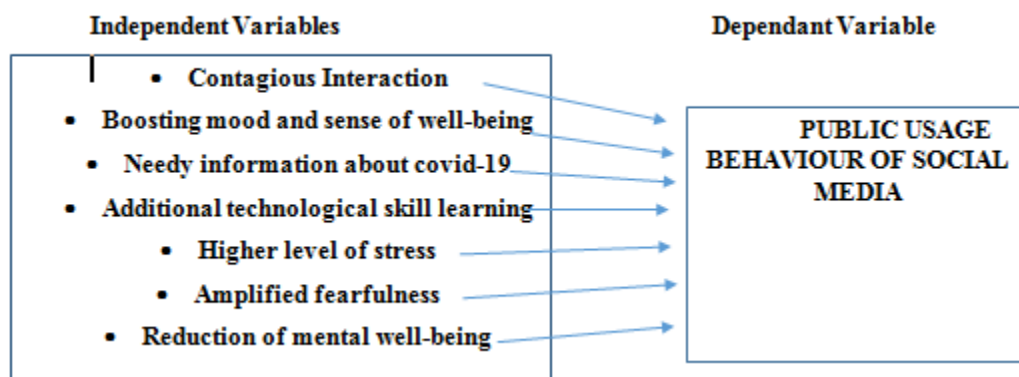 Independent Variables
Dependant Variable
• Contagious Interaction
• Boosting mood and sense of well-being
• Needy information about covid-19
• Additional technological skill learning
• Higher level of stress
• Amplified fearfulness
• Reduction of mental well-being
PUBLIC USAGE
BEHAVIOUR OF SOCIAL
MEDIA